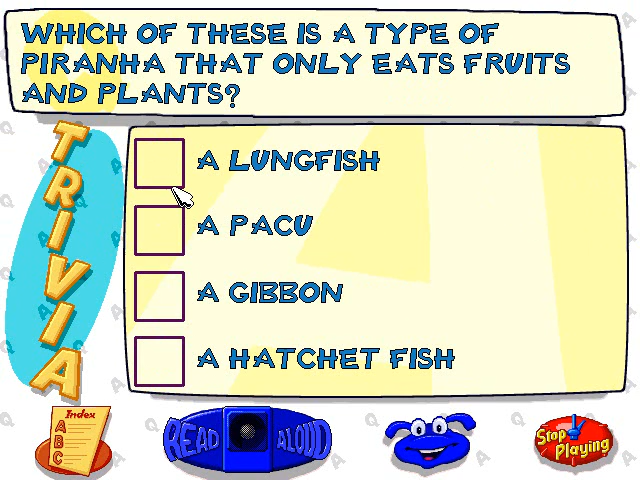 WHICH OF THESE IS A TYPE OF
PIRANHA THAT ONLY EATS FRUITS
AND PLANTS?
TRIVIA
A LUNGFISH
A PACU
A GIBBON
A HATCHET FISH
Index
A
B
C
READ ALOUD
Stop
Playing